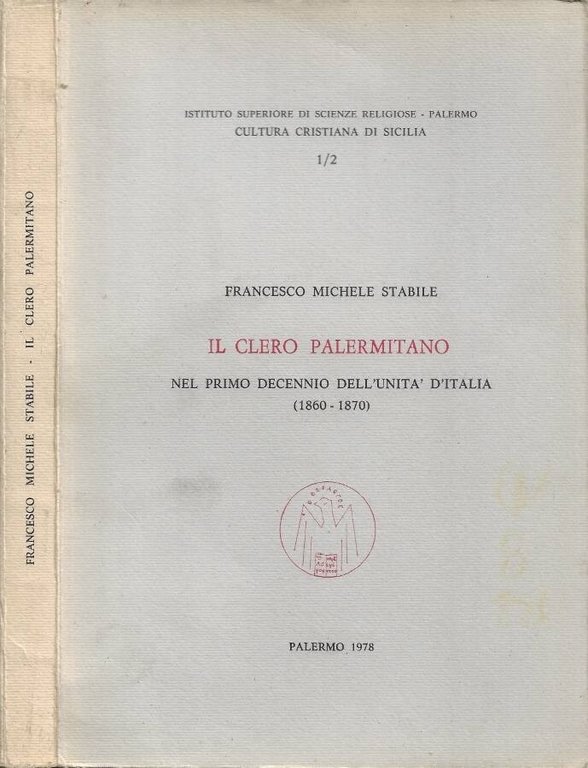 ISTITUTO SUPERIORE DI SCIENZE RELIGIOSE - PALERMO
CULTURA CRISTIANA DI SICILIA
1/2
FRANCESCO MICHELE STABILE
IL CLERO PALERMITANO
NEL PRIMO DECENNIO DELL'UNITA' D'ITALIA
(1860 - 1870)
PALERMO 1978
FRANCESCO MICHELE STABILE - IL CLERO PALERMITANO